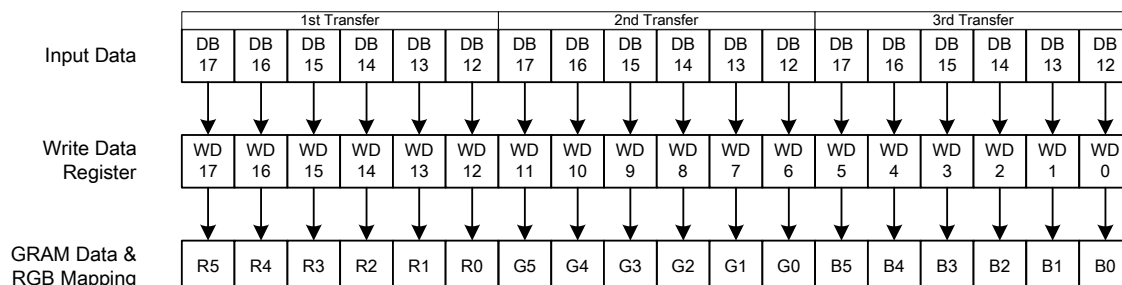 1st Transfer 2nd Transfer 3rd Transfer
Input Data DB DB DB DB DB DB DB DB DB DB DB DB DB DB DB DB DB DB
17 16 15 14 13 12 17 16 15 14 13 12 17 16 15 14 13 12
Write Data Register WD WD WD WD WD WD WD WD WD WD WD WD WD WD WD WD WD WD
17 16 15 14 13 12 11 10 9 8 7 6 5 4 3 2 1 0
GRAM Data &
RGB Mapping R5 R4 R3 R2 R1 R0 G5 G4 G3 G2 G1 G0 B5 B4 B3 B2 B1 B0